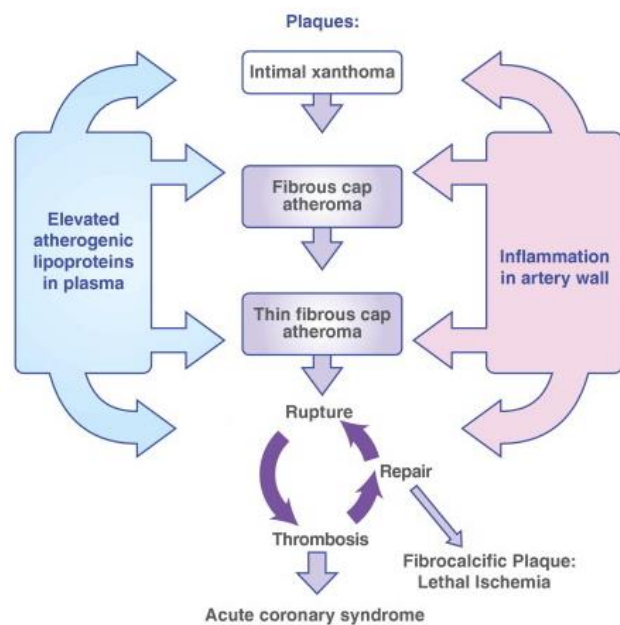 Plaques:
Intimal xanthoma
Fibrous cap
atheroma
Elevated
atherogenic
lipoproteins
in plasma
Inflammation
in artery wall
Thin fibrous cap
atheroma
Rupture
Repair
Thrombosis
Fibrocalcific Plaque:
Lethal Ischemia
Acute coronary syndrome